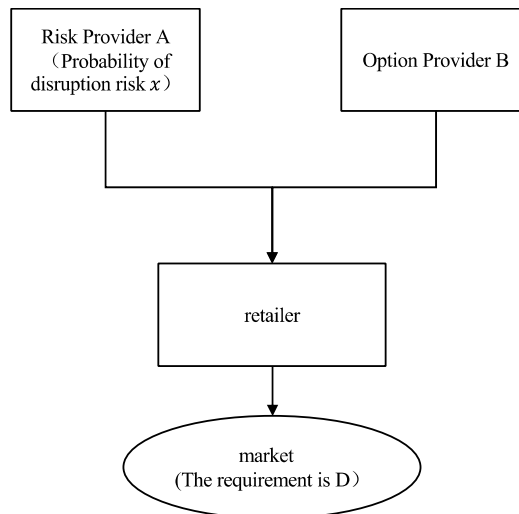 Risk Provider A
（Probability of
disruption risk x）
Option Provider B
retailer
market
(The requirement is D）